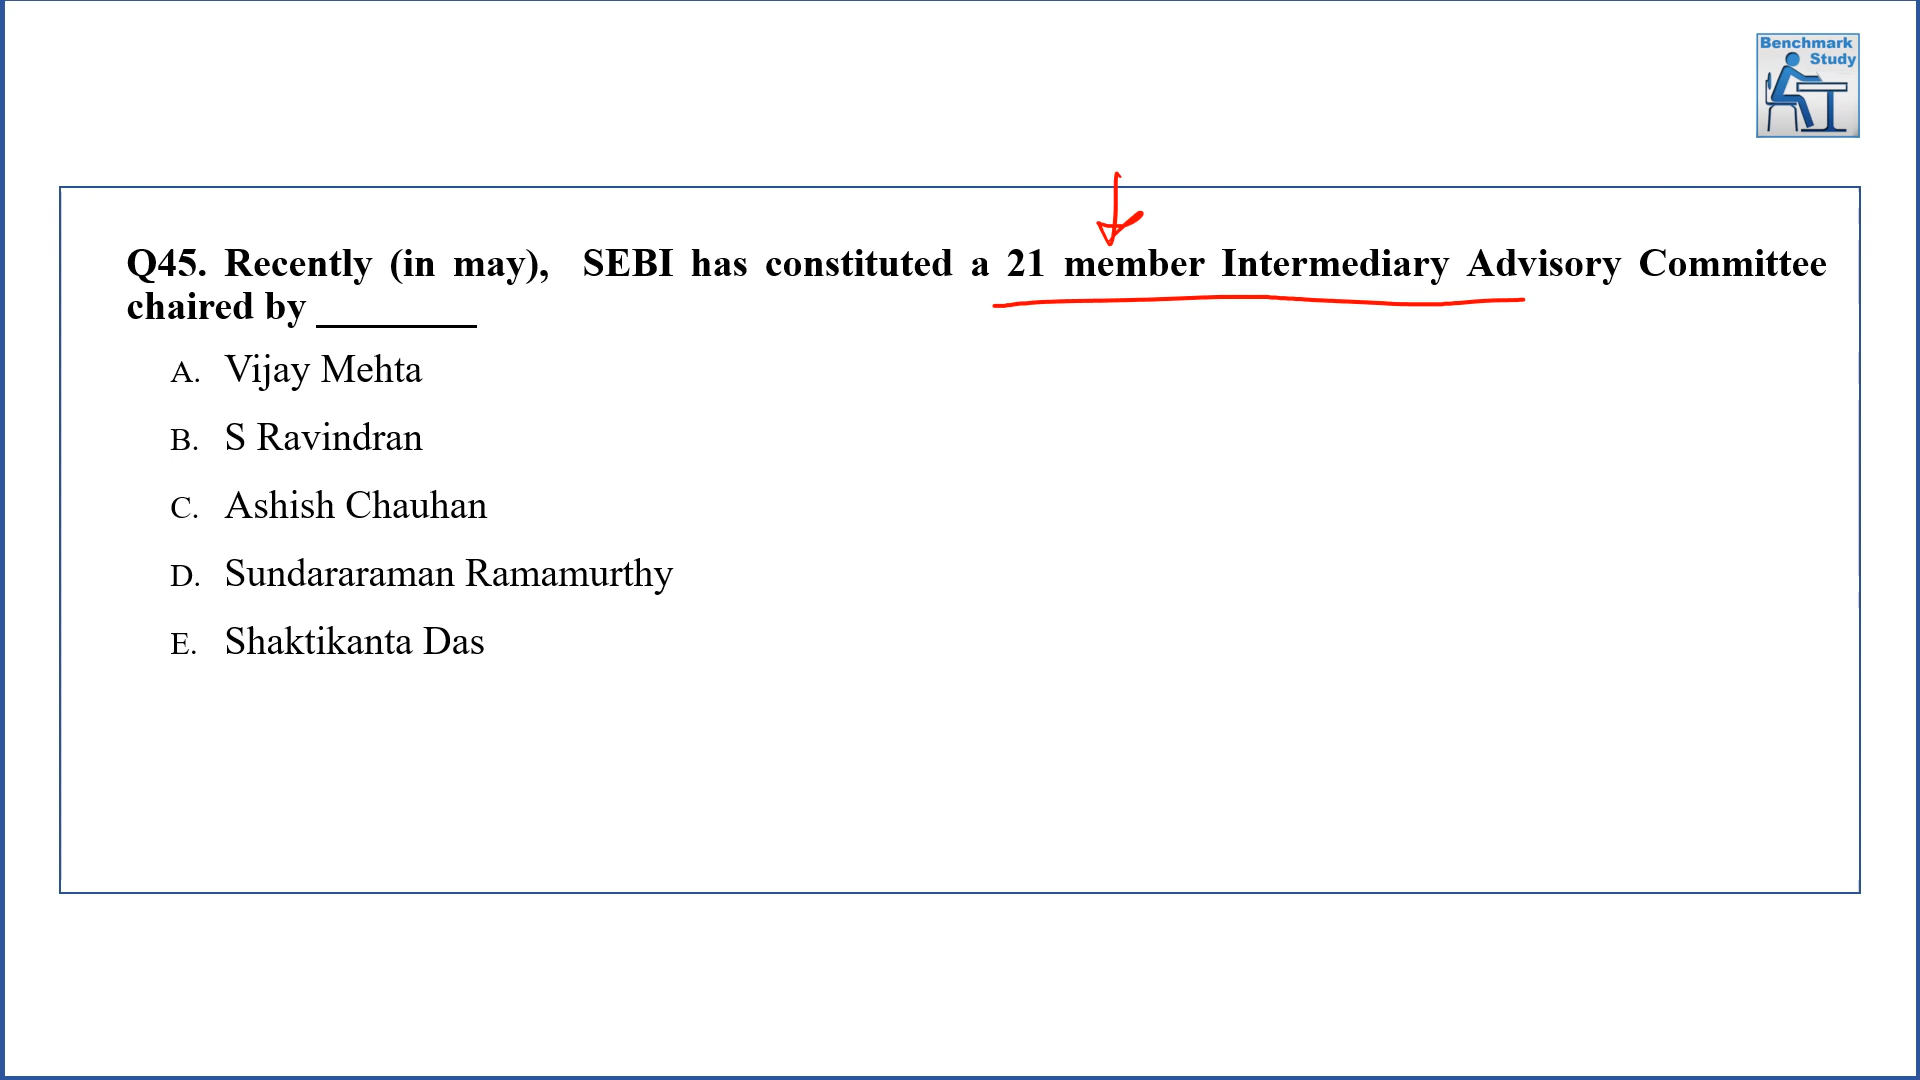 Benchmark
Study
Q45. Recently (in may), SEBI has constituted a 21 member Intermediary Advisory Committee
chaired by ________
A. Vijay Mehta
B. S Ravindran
C. Ashish Chauhan
D. Sundararaman Ramamurthy
E. Shaktikanta Das